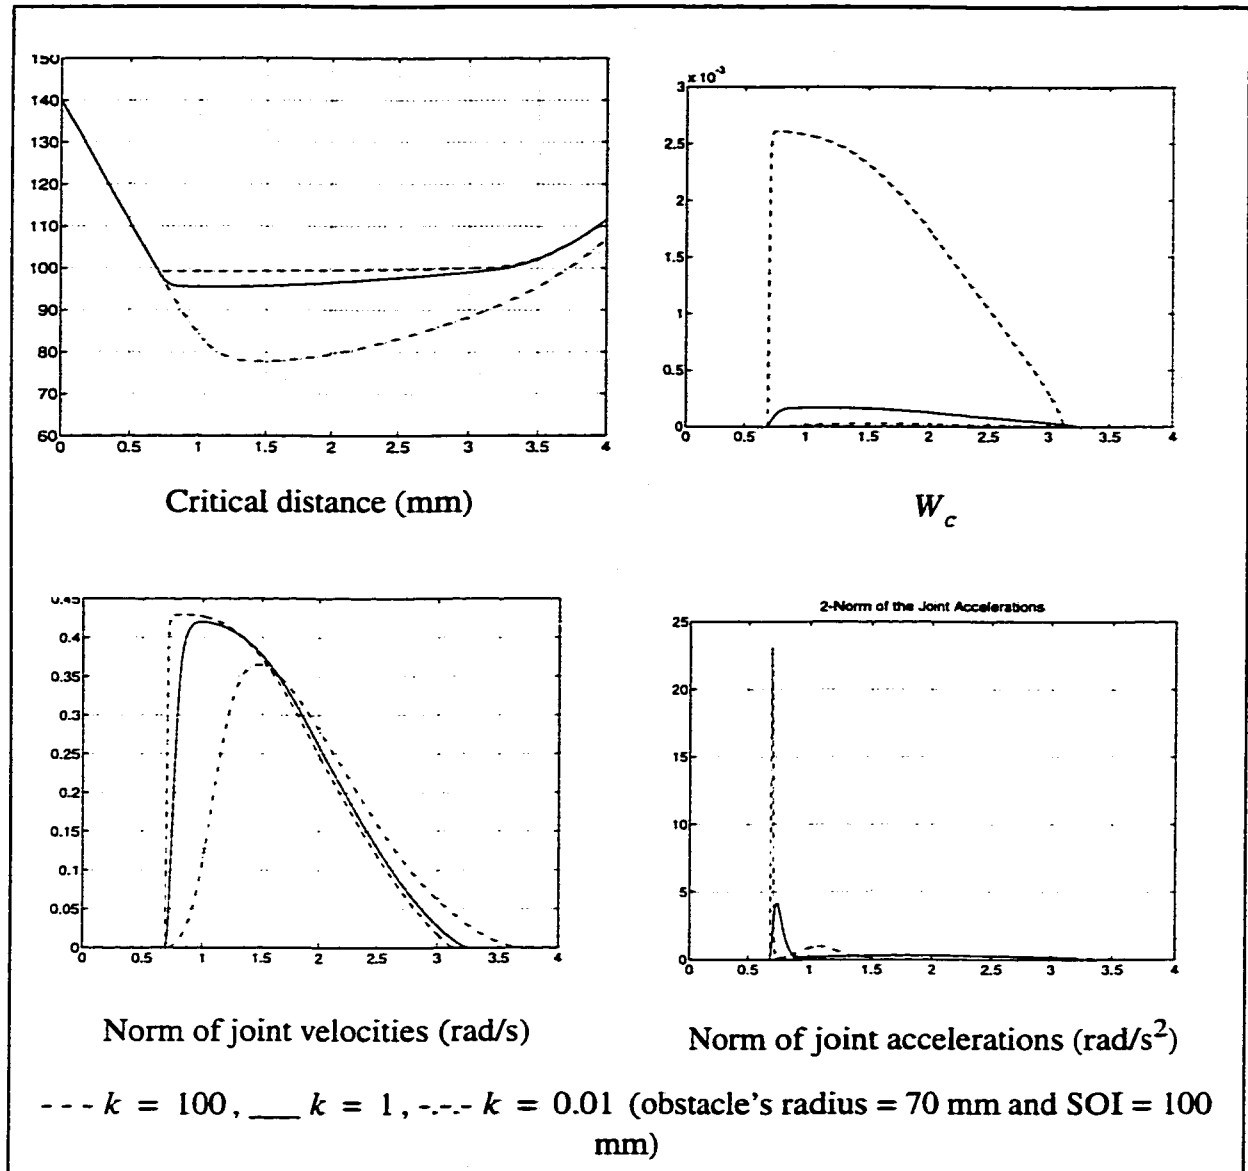 150
140
130
120
110
100
90
80
70
60
0 0.5 1 1.5 2 2.5 3 3.5 4
Critical distance (mm)
x 10^-3
3
2.5
2
1.5
1
0.5
0
0 0.5 1 1.5 2 2.5 3 3.5 4
W_c
0.45
0.4
0.35
0.3
0.25
0.2
0.15
0.1
0.05
0
0 0.5 1 1.5 2 2.5 3 3.5 4
Norm of joint velocities (rad/s)
2-Norm of the Joint Accelerations
25
20
15
10
5
0
0 0.5 1 1.5 2 2.5 3 3.5 4
Norm of joint accelerations (rad/s²)
--- k = 100, ___ k = 1, -.-.- k = 0.01 (obstacle's radius = 70 mm and SOI = 100
mm)